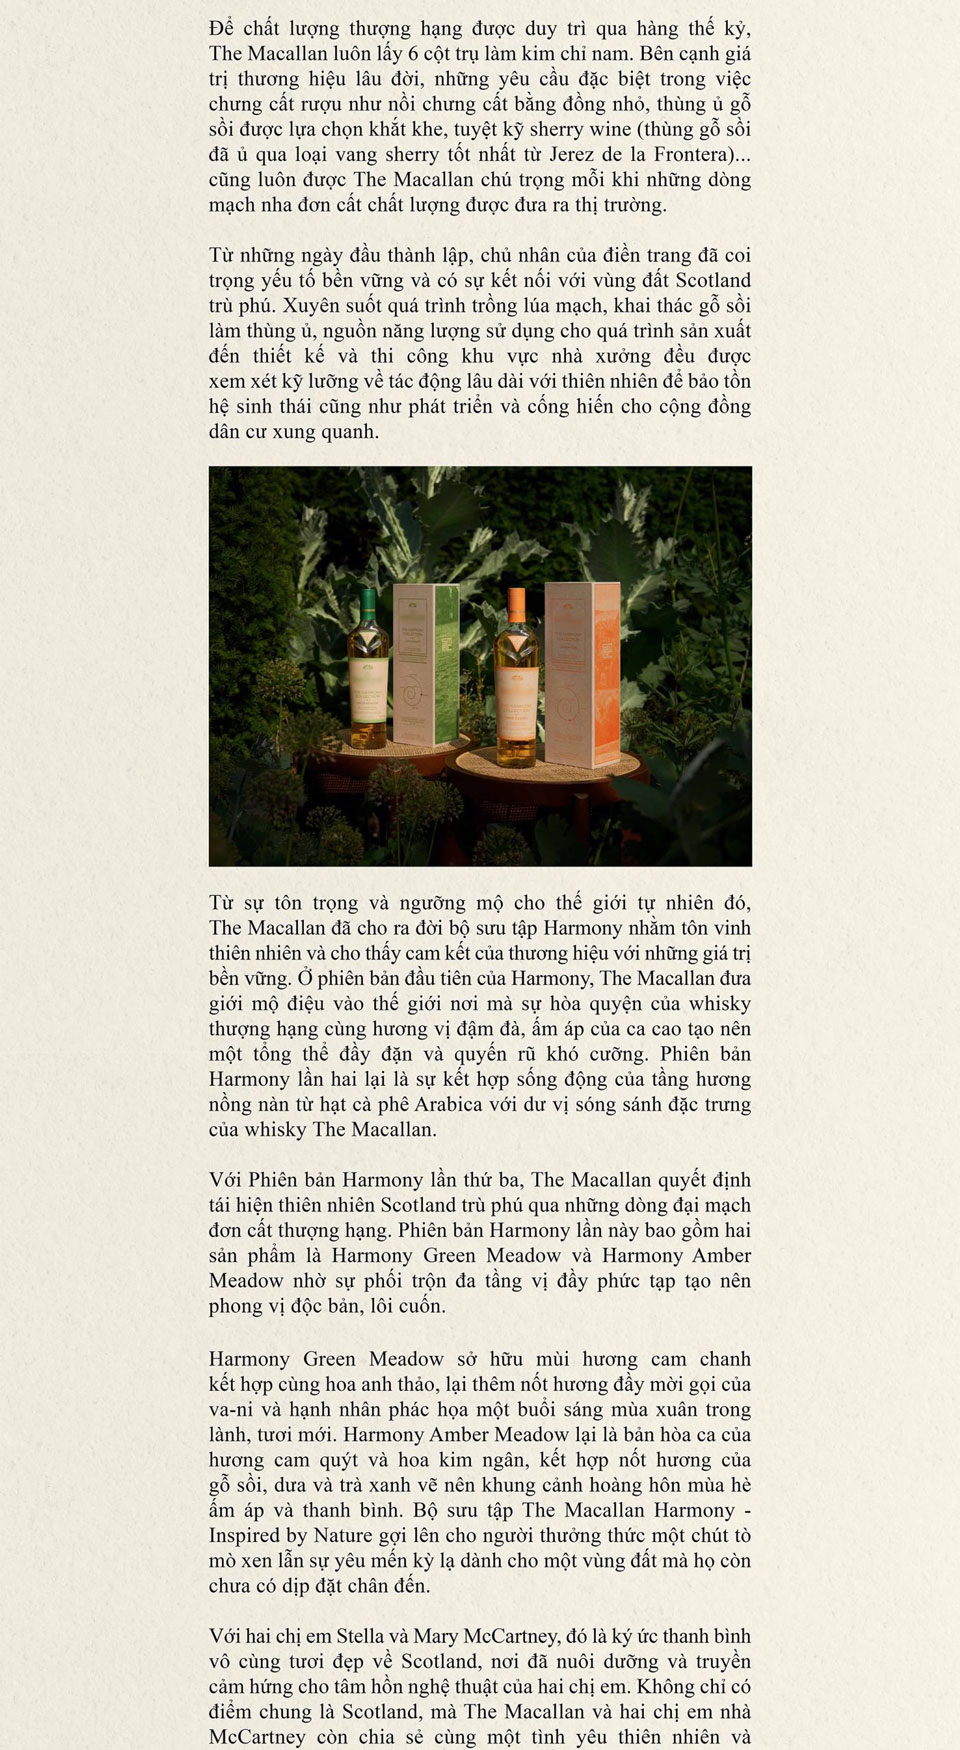 Để chất lượng thượng hạng được duy trì qua hàng thế kỷ,
The Macallan luôn lấy 6 cột trụ làm kim chỉ nam. Bên cạnh giá
trị thương hiệu lâu đời, những yêu cầu đặc biệt trong việc
chưng cất rượu như nồi chưng cất bằng đồng nhỏ, thùng ủ gỗ
sồi được lựa chọn khắt khe, tuyệt kỹ sherry wine (thùng gỗ sồi
đã ủ qua loại vang sherry tốt nhất từ Jerez de la Frontera)...
cũng luôn được The Macallan chú trọng mỗi khi những dòng
mạch nha đơn cất chất lượng được đưa ra thị trường.
Từ những ngày đầu thành lập, chủ nhân của điền trang đã coi
trọng yếu tố bền vững và có sự kết nối với vùng đất Scotland
trù phú. Xuyên suốt quá trình trồng lúa mạch, khai thác gỗ sồi
làm thùng ủ, nguồn năng lượng sử dụng cho quá trình sản xuất
đến thiết kế và thi công khu vực nhà xưởng đều được
xem xét kỹ lưỡng về tác động lâu dài với thiên nhiên để bảo tồn
hệ sinh thái cũng như phát triển và cống hiến cho cộng đồng
dân cư xung quanh.
Từ sự tôn trọng và ngưỡng mộ cho thế giới tự nhiên đó,
The Macallan đã cho ra đời bộ sưu tập Harmony nhằm tôn vinh
thiên nhiên và cho thấy cam kết của thương hiệu với những giá trị
bền vững. Ở phiên bản đầu tiên của Harmony, The Macallan đưa
giới mộ điệu vào thế giới nơi mà sự hòa quyện của whisky
thượng hạng cùng hương vị đậm đà, ấm áp của ca cao tạo nên
một tổng thể đầy đặn và quyến rũ khó cưỡng. Phiên bản
Harmony lần hai lại là sự kết hợp sống động của tầng hương
nồng nàn từ hạt cà phê Arabica với dư vị sóng sánh đặc trưng
của whisky The Macallan.
Với Phiên bản Harmony lần thứ ba, The Macallan quyết định
tái hiện thiên nhiên Scotland trù phú qua những dòng đại mạch
đơn cất thượng hạng. Phiên bản Harmony lần này bao gồm hai
sản phẩm là Harmony Green Meadow và Harmony Amber
Meadow nhờ sự phối trộn đa tầng vị đầy phức tạp tạo nên
phong vị độc bản, lôi cuốn.
Harmony Green Meadow sở hữu mùi hương cam chanh
kết hợp cùng hoa anh thảo, lại thêm nốt hương đầy mời gọi của
va-ni và hạnh nhân phác họa một buổi sáng mùa xuân trong
lành, tươi mới. Harmony Amber Meadow lại là bản hòa ca của
hương cam quýt và hoa kim ngân, kết hợp nốt hương của
gỗ sồi, dưa và trà xanh vẽ nên khung cảnh hoàng hôn mùa hè
ấm áp và thanh bình. Bộ sưu tập The Macallan Harmony -
Inspired by Nature gợi lên cho người thưởng thức một chút tò
mò xen lẫn sự yêu mến kỳ lạ dành cho một vùng đất mà họ còn
chưa có dịp đặt chân đến.
Với hai chị em Stella và Mary McCartney, đó là ký ức thanh bình
vô cùng tươi đẹp về Scotland, nơi đã nuôi dưỡng và truyền
cảm hứng cho tâm hồn nghệ thuật của hai chị em. Không chỉ có
điểm chung là Scotland, mà The Macallan và hai chị em nhà
McCartney còn chia sẻ cùng một tình yêu thiên nhiên và